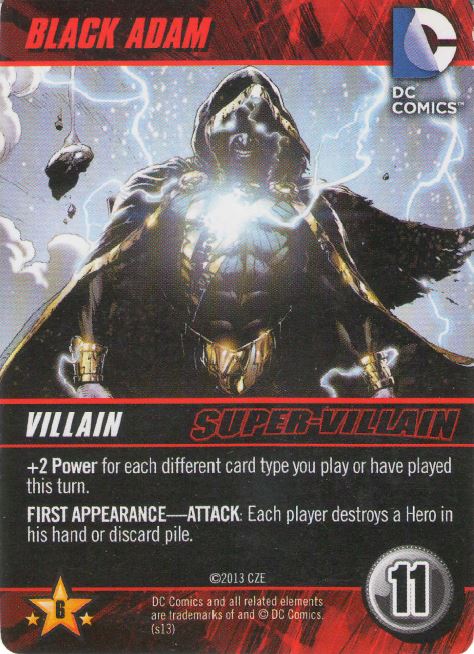 BLACK ADAM
DC
DC
COMICS™
VILLAIN
SUPER-VILLAIN
+2 Power for each different card type you play or have played
this turn.
FIRST APPEARANCE—ATTACK: Each player destroys a Hero in
his hand or discard pile.
©2013 CZE
6
DC Comics and all related elements
are trademarks of and © DC Comics.
(s13)
11